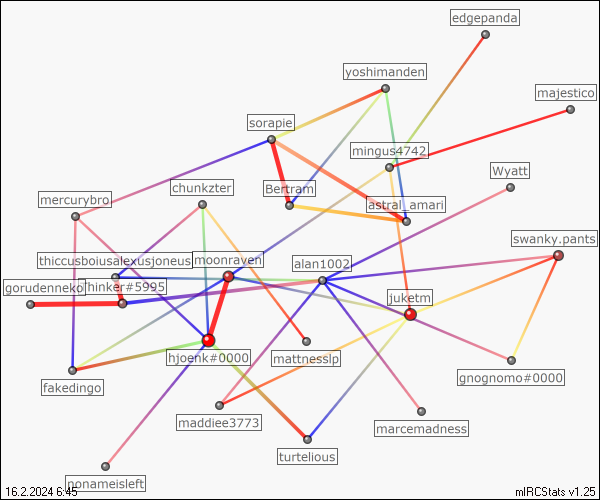 edgepanda
yoshimanden
majestico
sorapie
mingus4742
Wyatt
chunkzter
Bertram
mercurybro
astral_amari
swanky.pants
thiccusboiusalexusjoneus
moonraven
alan1002
gorudenneko
Thinker#5995
juketm
hjoenk#0000
mattnesslp
fakedingo
gnognomo#0000
maddiee3773
marcemadness
turtelious
nonameisleft
16.2.2024 6:45
mIRCStats v1.25